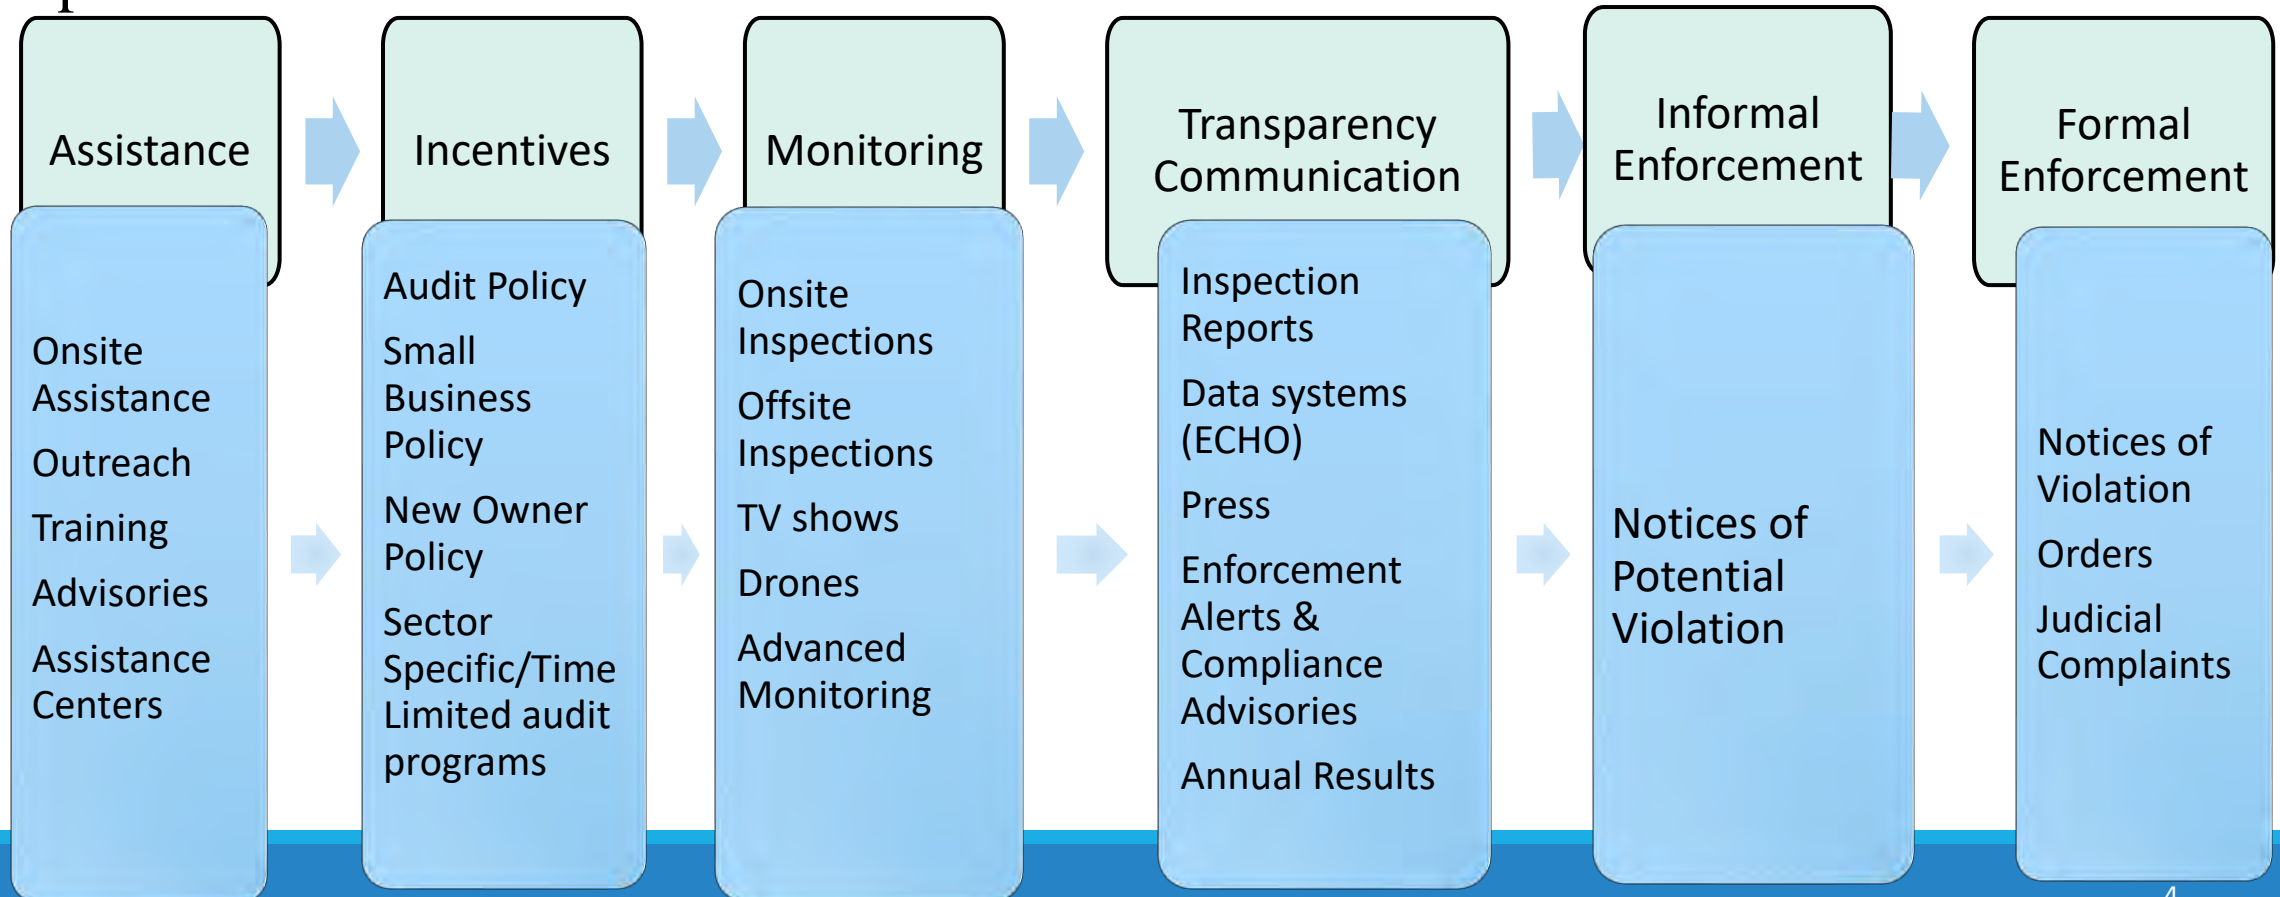 Assistance
Onsite
Assistance
Outreach
Training
Advisories
Assistance
Centers
Incentives
Audit Policy
Small
Business
Policy
New Owner
Policy
Sector
Specific/Time
Limited audit
programs
Monitoring
Onsite
Inspections
Offsite
Inspections
TV shows
Drones
Advanced
Monitoring
Transparency
Communication
Inspection
Reports
Data systems
(ECHO)
Press
Enforcement
Alerts &
Compliance
Advisories
Annual Results
Informal
Enforcement
Notices of
Potential
Violation
Formal
Enforcement
Notices of
Violation
Orders
Judicial
Complaints
4